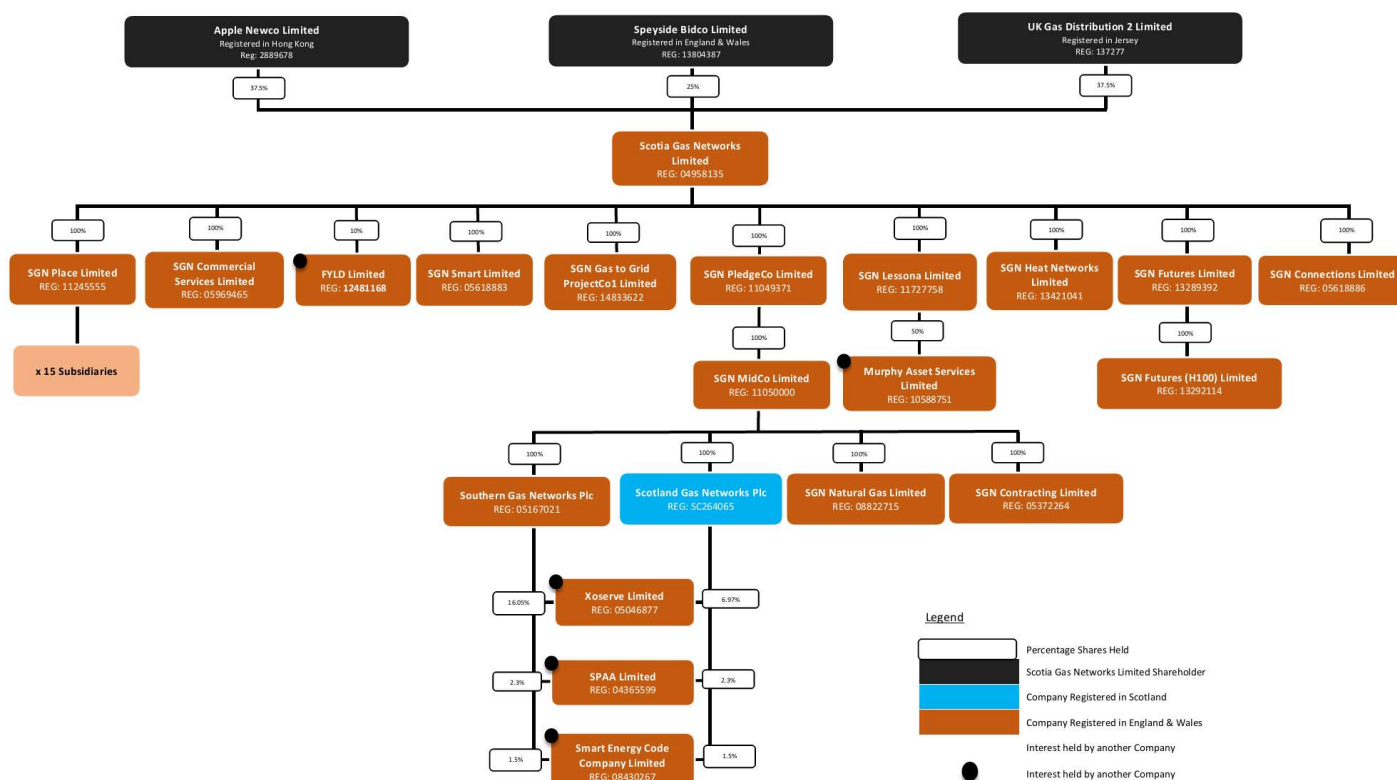 Apple Newco Limited
Registered in Hong Kong
Reg: 2889678
Speyside Bidco Limited
Registered in England & Wales
REG: 13804387
UK Gas Distribution 2 Limited
Registered in Jersey
REG: 137277
37.5%
25%
37.5%
Scotia Gas Networks
Limited
REG: 04958135
100%
100%
10%
100%
100%
100%
100%
100%
100%
100%
SGN Place Limited
REG: 11245555
SGN Commercial
Services Limited
REG: 05969465
FYLD Limited
REG: 12481168
SGN Smart Limited
REG: 05618883
SGN Gas to Grid
ProjectCo1 Limited
REG: 14833622
SGN PledgeCo Limited
REG: 11049371
SGN Lessona Limited
REG: 11727758
SGN Heat Networks
Limited
REG: 13421041
SGN Futures Limited
REG: 13289392
SGN Connections Limited
REG: 05618886
100%
50%
100%
x 15 Subsidiaries
SGN MidCo Limited
REG: 11050000
Murphy Asset Services
Limited
REG: 10588751
SGN Futures (H100) Limited
REG: 13292114
100%
100%
100%
100%
Southern Gas Networks Plc
REG: 05167021
Scotland Gas Networks Plc
REG: SC264065
SGN Natural Gas Limited
REG: 08822715
SGN Contracting Limited
REG: 05372264
16.05%
Xoserve Limited
REG: 05046877
6.97%
2.3%
SPAA Limited
REG: 04365599
2.3%
1.5%
Smart Energy Code
Company Limited
REG: 08430267
1.5%
Legend
Percentage Shares Held
Scotia Gas Networks Limited Shareholder
Company Registered in Scotland
Company Registered in England & Wales
Interest held by another Company
Interest held by another Company